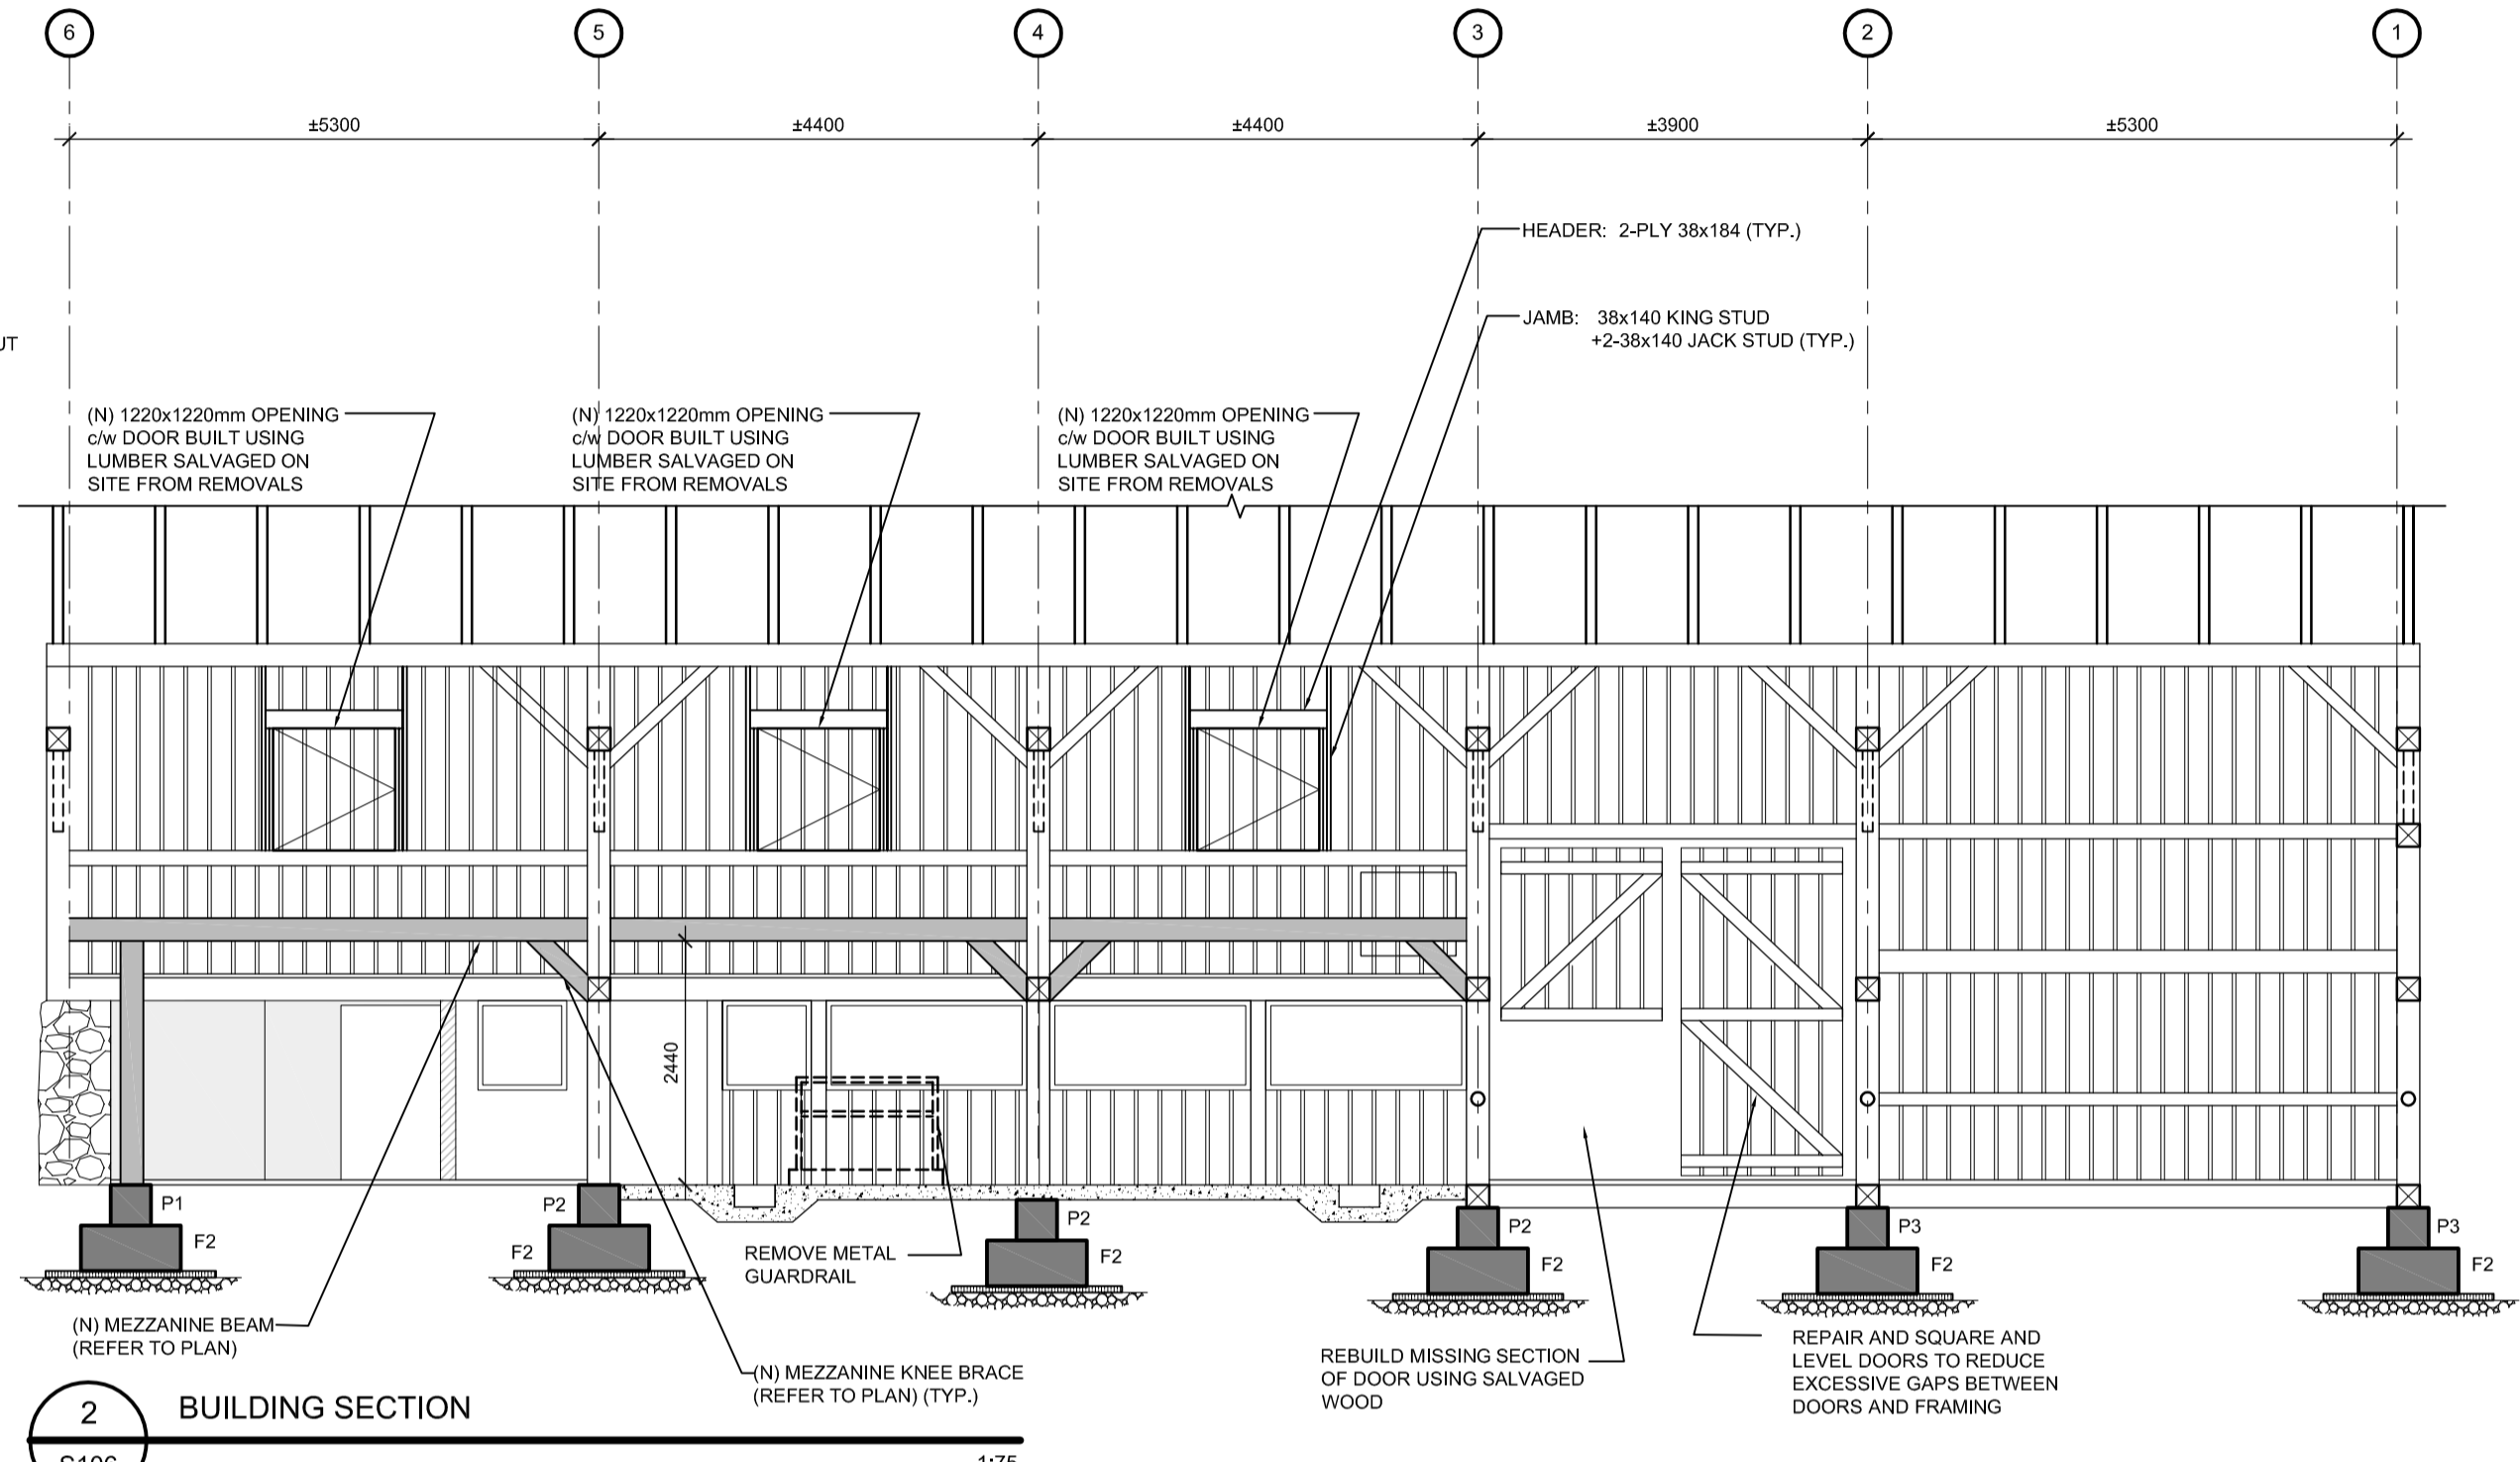 6 5 4 3 2 1
±5300 ±4400 ±4400 ±3900 ±5300
HEADER: 2-PLY 38x184 (TYP.)
JAMB: 38x140 KING STUD
+2-38x140 JACK STUD (TYP.)
UT
(N) 1220x1220mm OPENING
c/w DOOR BUILT USING
LUMBER SALVAGED ON
SITE FROM REMOVALS
(N) 1220x1220mm OPENING
c/w DOOR BUILT USING
LUMBER SALVAGED ON
SITE FROM REMOVALS
(N) 1220x1220mm OPENING
c/w DOOR BUILT USING
LUMBER SALVAGED ON
SITE FROM REMOVALS
2440
P1
F2
P2
F2
P2
F2
P2
F2
P3
F2
P3
F2
REMOVE METAL
GUARDRAIL
(N) MEZZANINE BEAM
(REFER TO PLAN)
(N) MEZZANINE KNEE BRACE
(REFER TO PLAN) (TYP.)
REBUILD MISSING SECTION
OF DOOR USING SALVAGED
WOOD
REPAIR AND SQUARE AND
LEVEL DOORS TO REDUCE
EXCESSIVE GAPS BETWEEN
DOORS AND FRAMING
2 BUILDING SECTION
S106 1:75